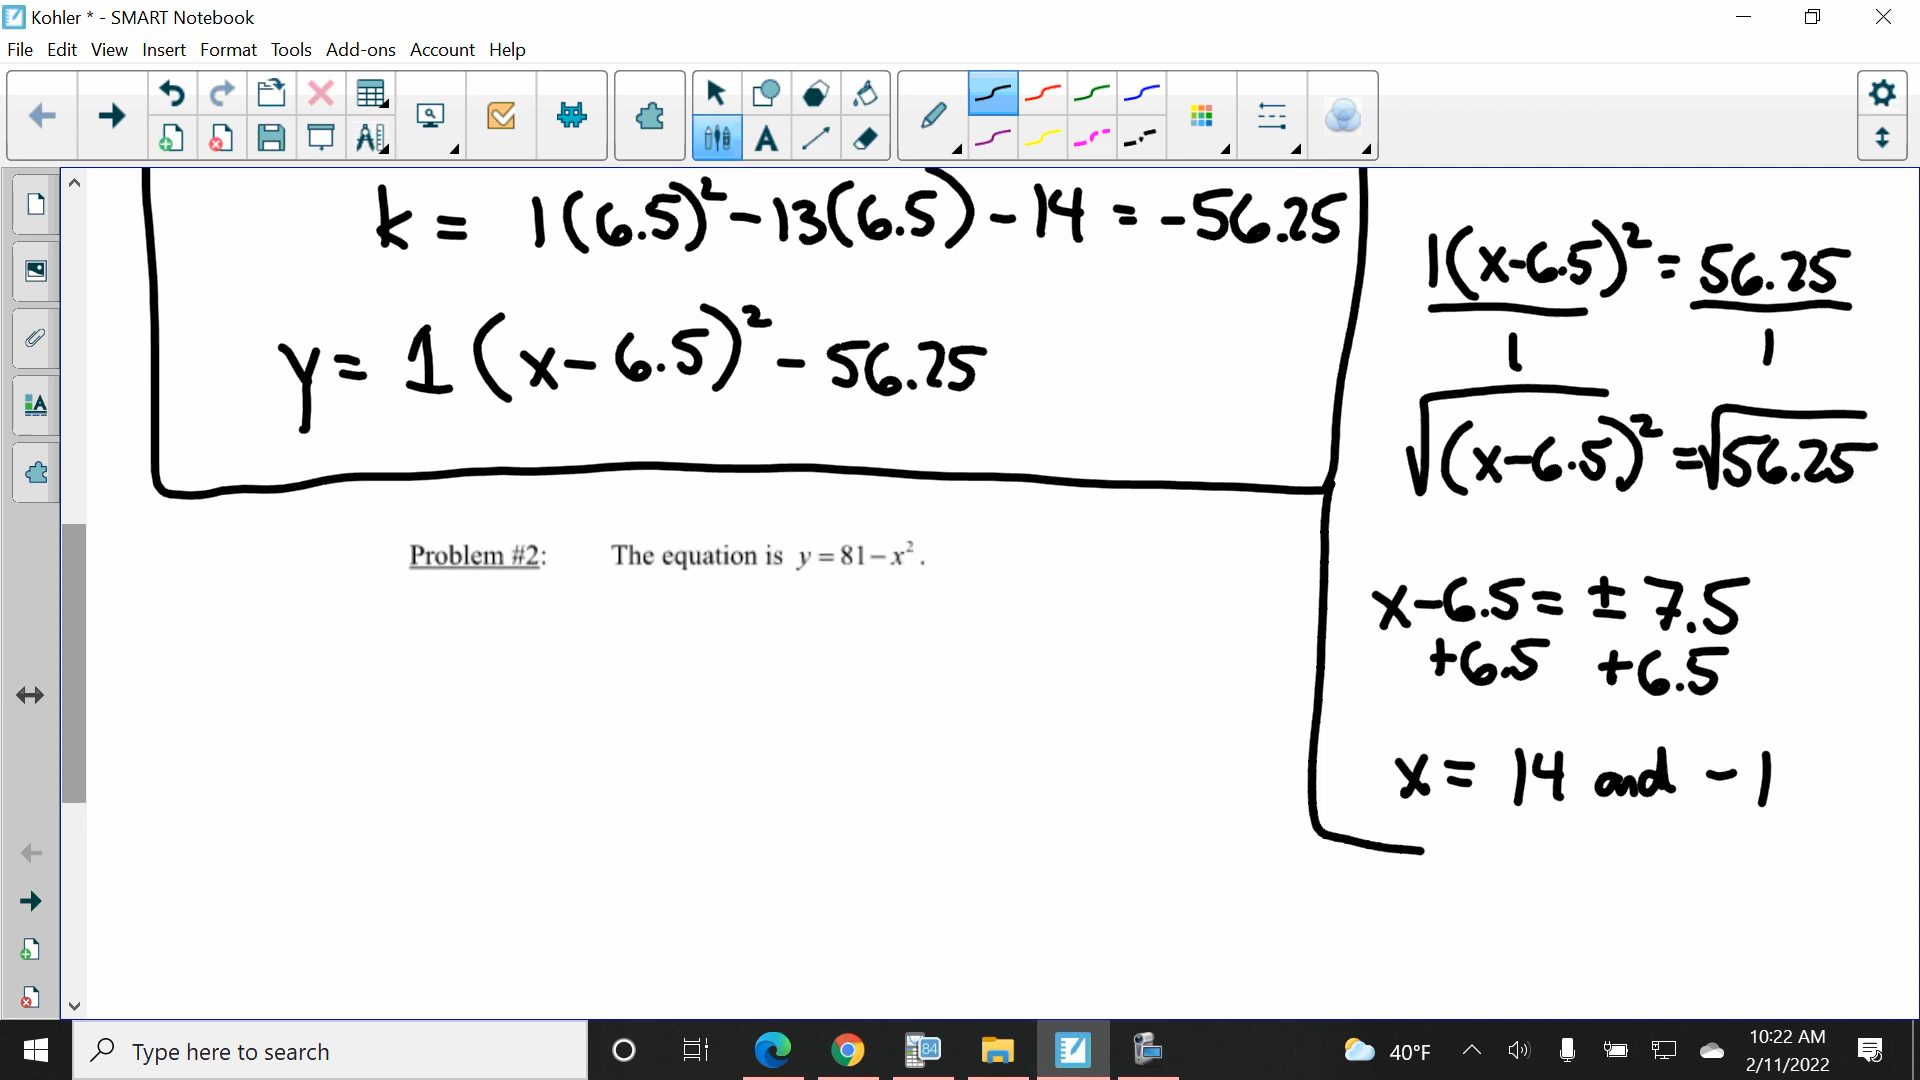 Kohler * - SMART Notebook
File Edit View Insert Format Tools Add-ons Account Help
k = 1(6.5)² - 13(6.5) - 14 = -56.25
y = 1 (x - 6.5)² - 56.25
Problem #2: The equation is y = 81 - x².
1(x-6.5)² = 56.25
1 1
√(x-6.5)² = √56.25
x-6.5 = ± 7.5
+6.5 +6.5
x = 14 and -1
Type here to search
84
40°F
10:22 AM
2/11/2022